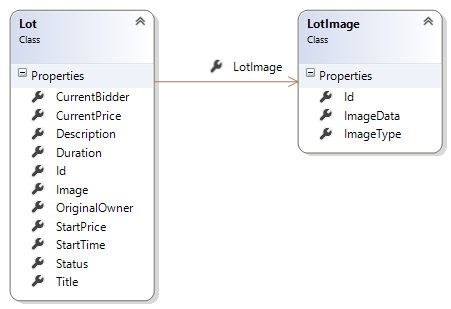 Lot
Class
Properties
CurrentBidder
CurrentPrice
Description
Duration
Id
Image
OriginalOwner
StartPrice
StartTime
Status
Title
LotImage
LotImage
Class
Properties
Id
ImageData
ImageType